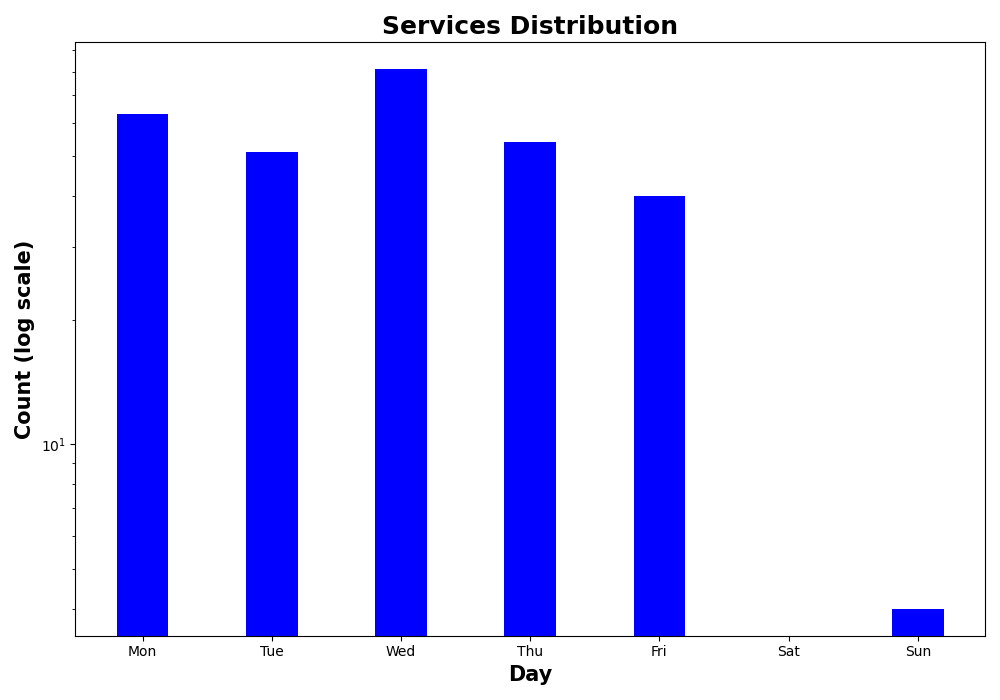 Services Distribution
Count (log scale)
10¹
Mon Tue Wed Thu Fri Sat Sun
Day